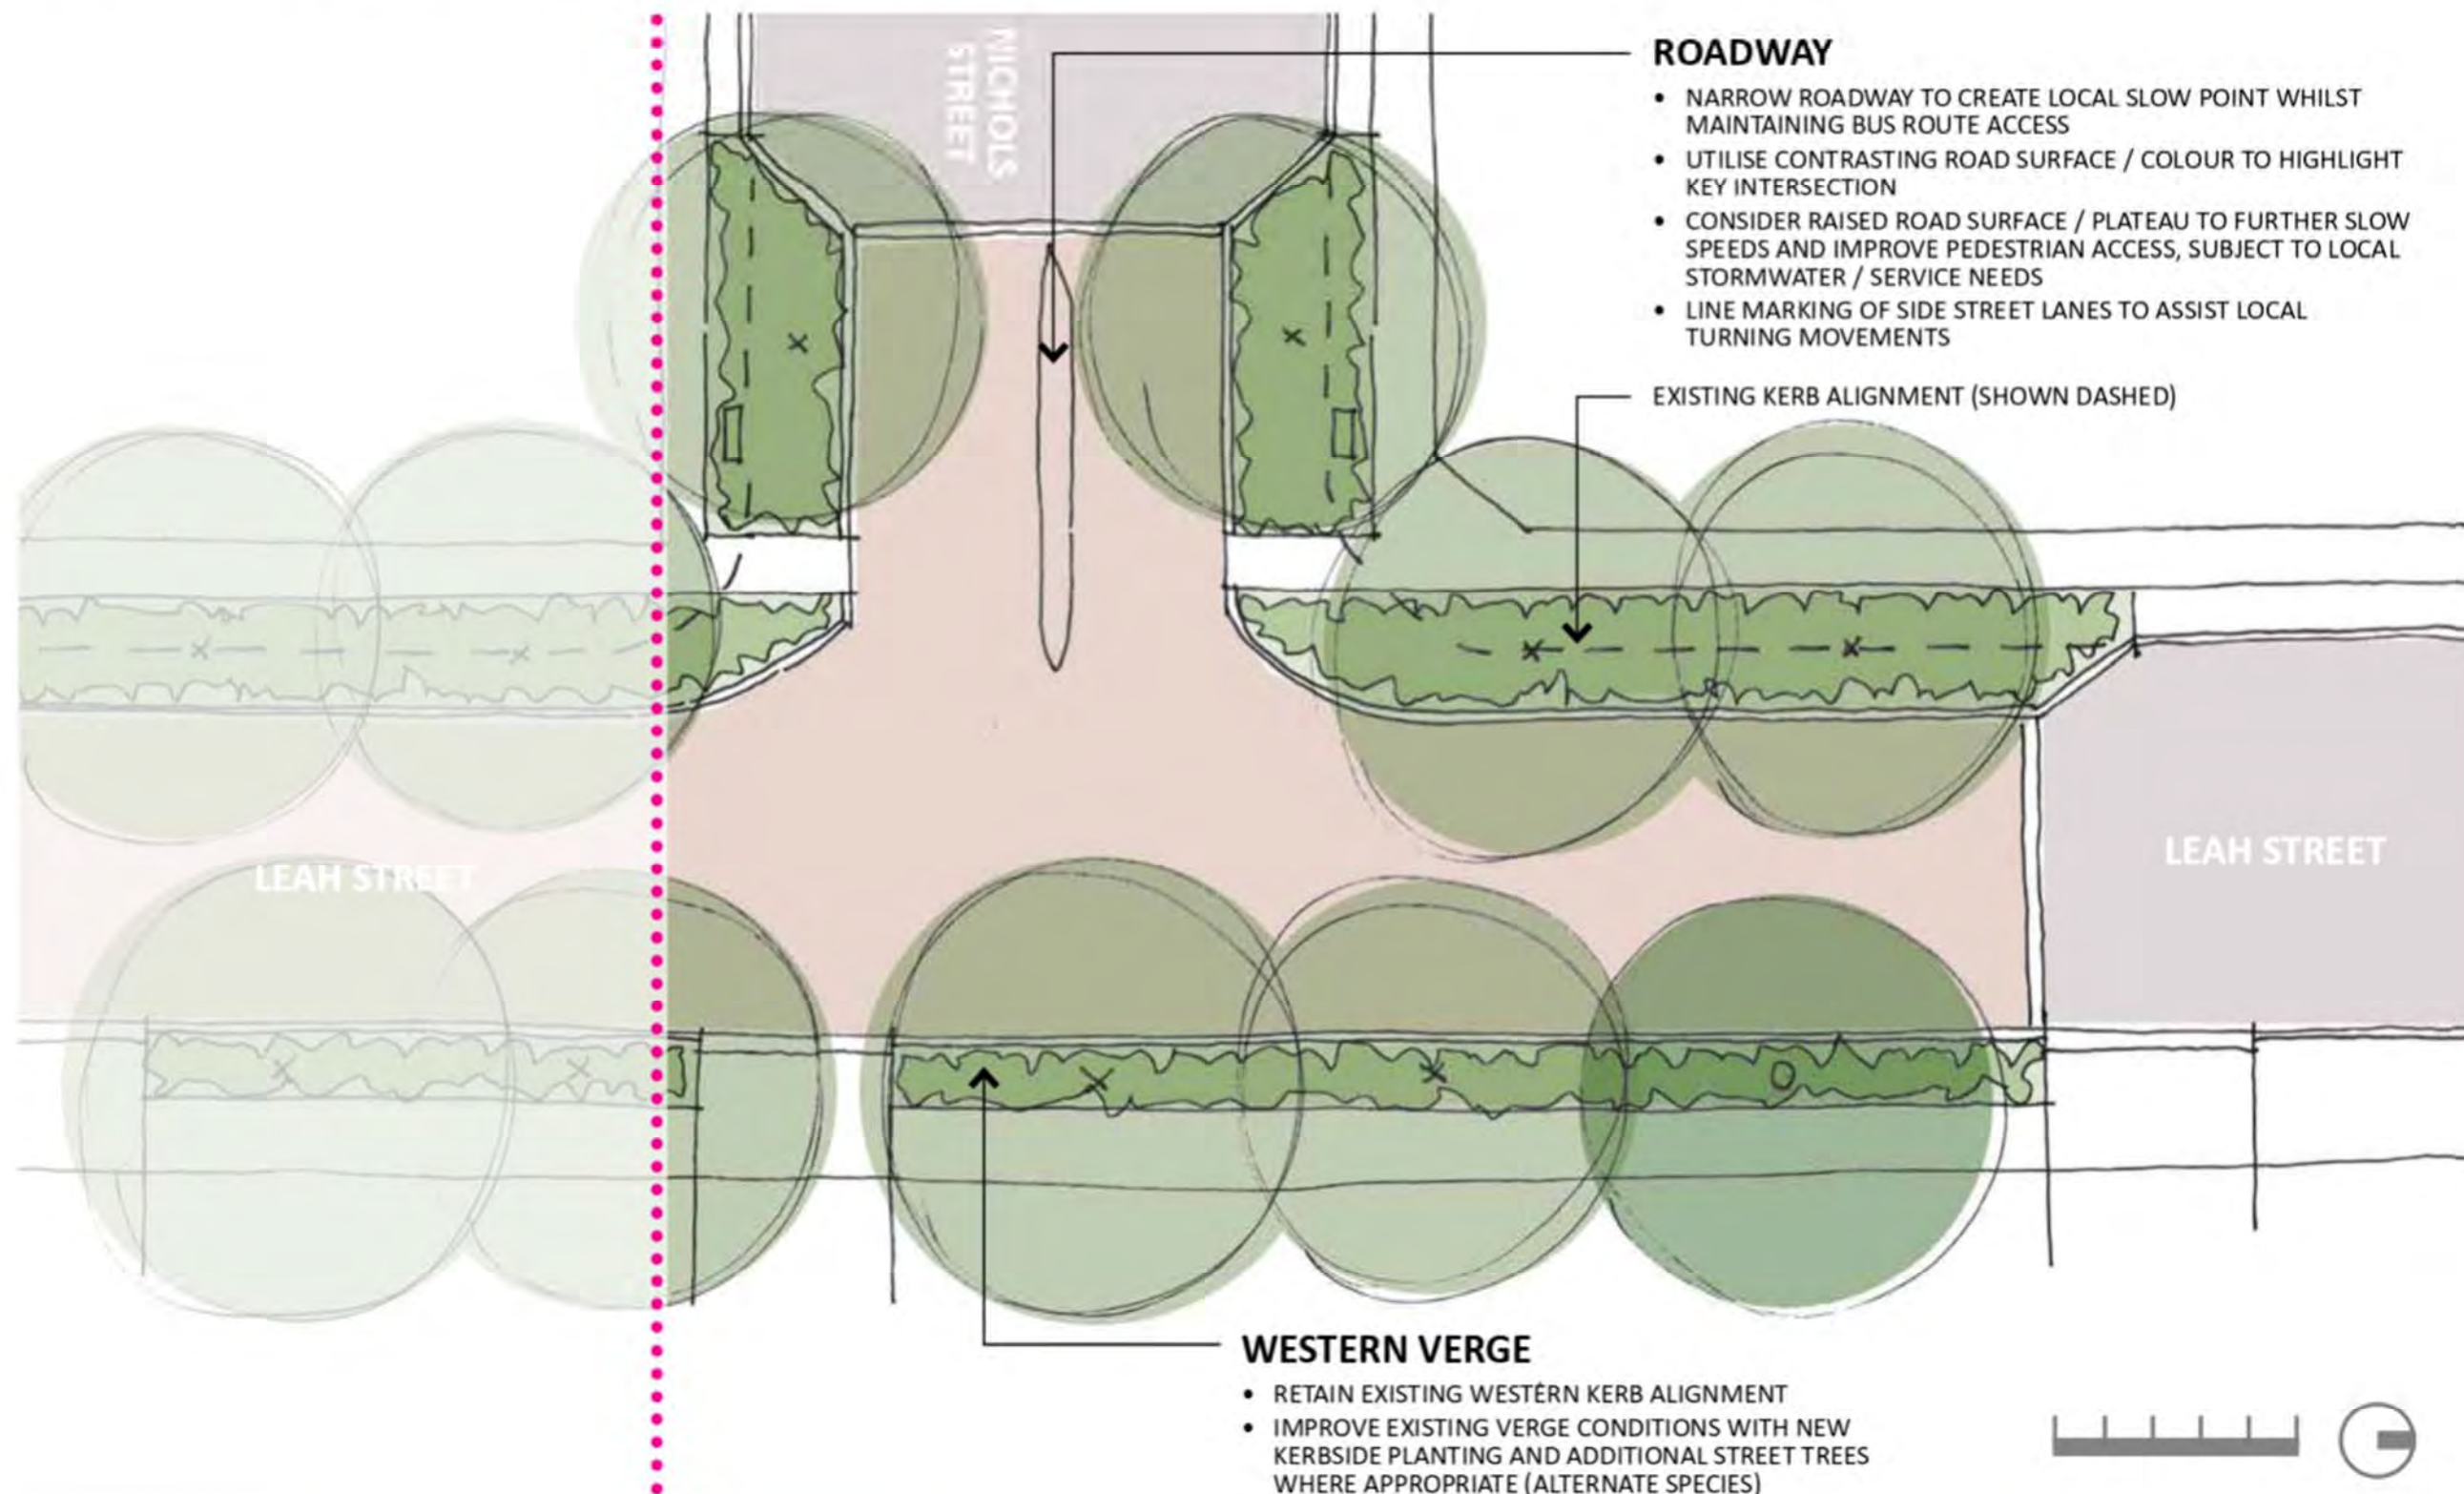 NICHOLS
STREET
ROADWAY
• NARROW ROADWAY TO CREATE LOCAL SLOW POINT WHILST
MAINTAINING BUS ROUTE ACCESS
• UTILISE CONTRASTING ROAD SURFACE / COLOUR TO HIGHLIGHT
KEY INTERSECTION
• CONSIDER RAISED ROAD SURFACE / PLATEAU TO FURTHER SLOW
SPEEDS AND IMPROVE PEDESTRIAN ACCESS, SUBJECT TO LOCAL
STORMWATER / SERVICE NEEDS
• LINE MARKING OF SIDE STREET LANES TO ASSIST LOCAL
TURNING MOVEMENTS
EXISTING KERB ALIGNMENT (SHOWN DASHED)
LEAH STREET
LEAH STREET
WESTERN VERGE
• RETAIN EXISTING WESTERN KERB ALIGNMENT
• IMPROVE EXISTING VERGE CONDITIONS WITH NEW
KERBSIDE PLANTING AND ADDITIONAL STREET TREES
WHERE APPROPRIATE (ALTERNATE SPECIES)